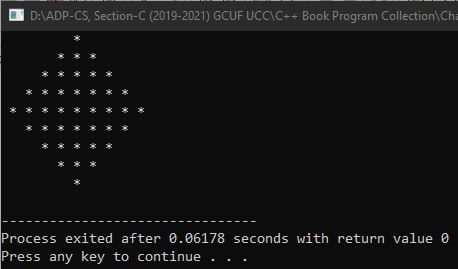 D:\ADP-CS, Section-C (2019-2021) GCUF UCC\C++ Book Program Collection\Cha
*
* * *
* * * * *
* * * * * * *
* * * * * * * * *
* * * * * * *
* * * * *
* * *
*
--------------------------------
Process exited after 0.06178 seconds with return value 0
Press any key to continue . . .